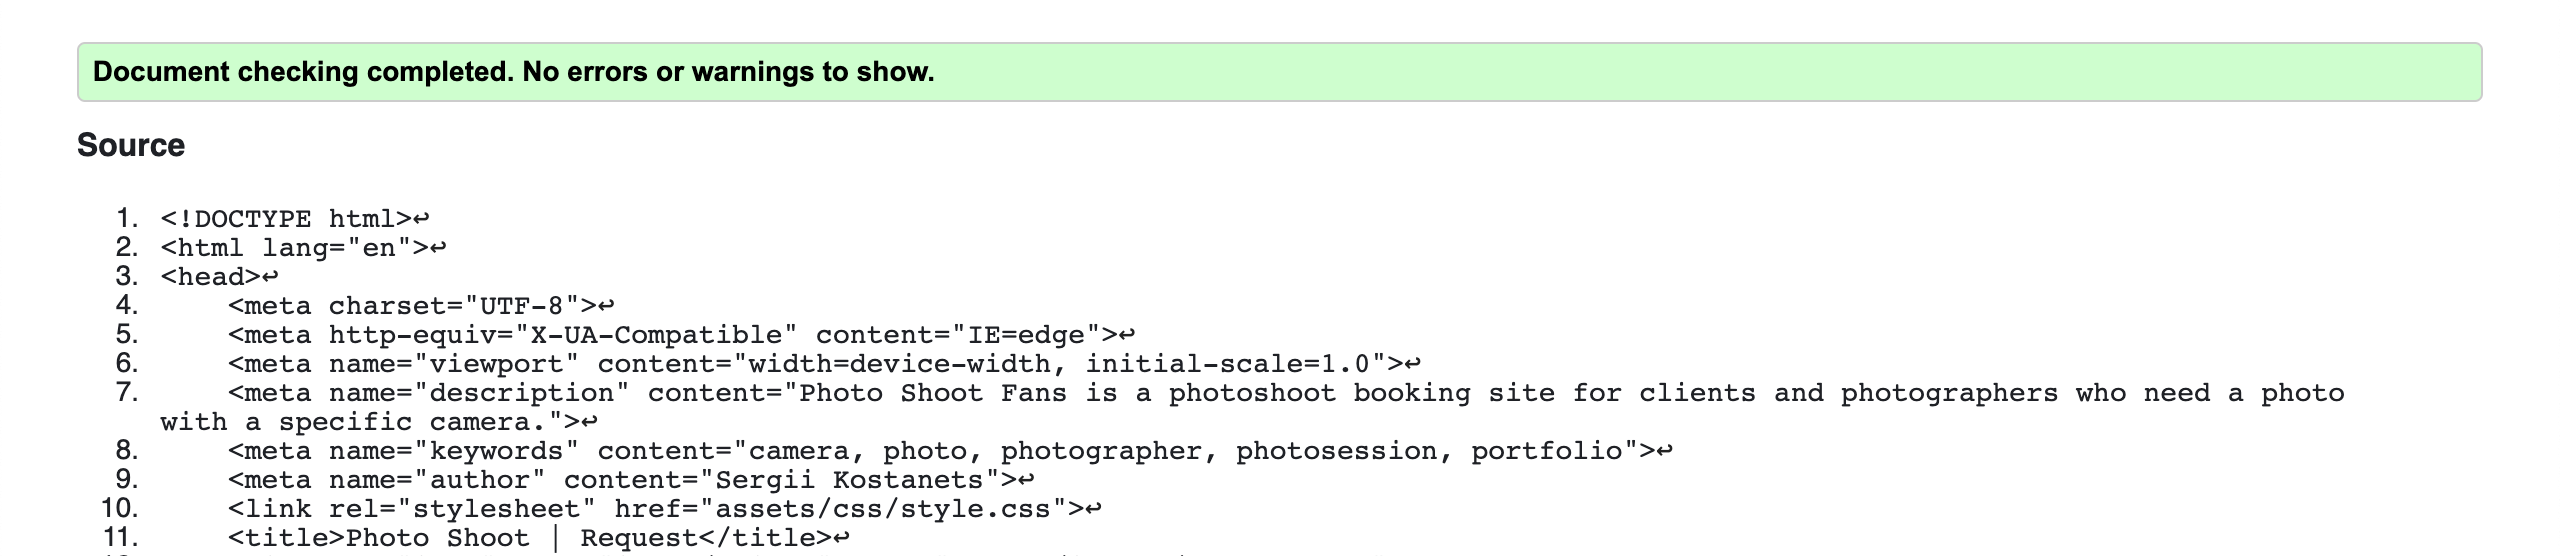 Document checking completed. No errors or warnings to show.
Source
1. <!DOCTYPE html>↩
2. <html lang="en">↩
3. <head>↩
4.     <meta charset="UTF-8">↩
5.     <meta http-equiv="X-UA-Compatible" content="IE=edge">↩
6.     <meta name="viewport" content="width=device-width, initial-scale=1.0">↩
7.     <meta name="description" content="Photo Shoot Fans is a photoshoot booking site for clients and photographers who need a photo
with a specific camera.">↩
8.     <meta name="keywords" content="camera, photo, photographer, photosession, portfolio">↩
9.     <meta name="author" content="Sergii Kostanets">↩
10.     <link rel="stylesheet" href="assets/css/style.css">↩
11.     <title>Photo Shoot | Request</title>↩